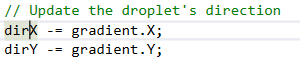 // Update the droplet's direction
dirX -= gradient.X;
dirY -= gradient.Y;